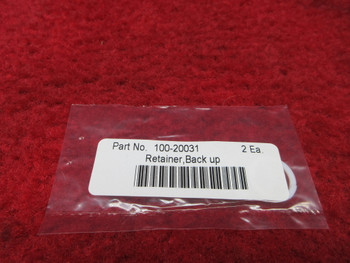 Part No. 100-20031 2 Ea.
Retainer,Back up